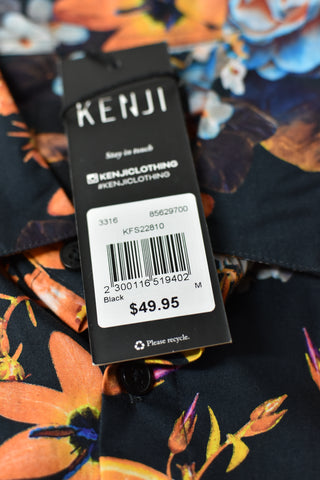 KENJI
Stay in touch
KENJICLOTHING
#KENJICLOTHING
3316 85629700
KFS22810
2 300116 519402
Black M
$49.95
Please recycle.